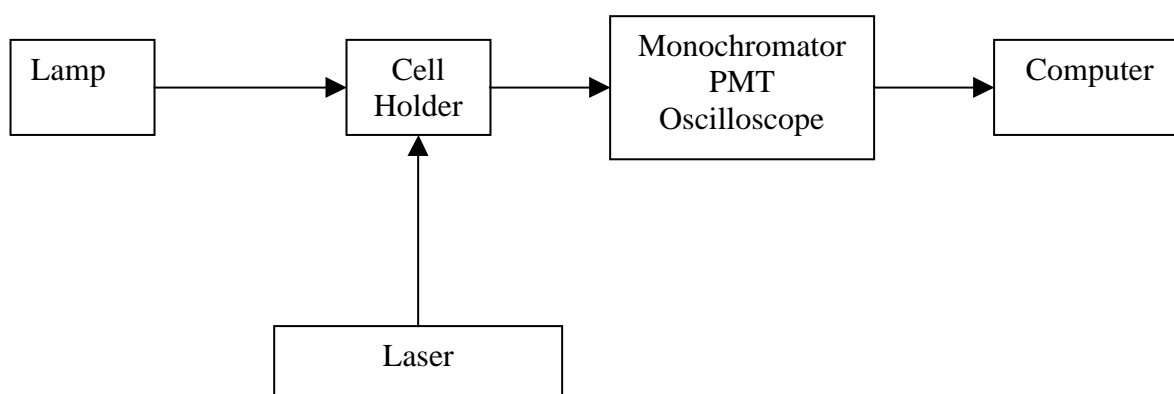 Lamp
Cell
Holder
Monochromator
PMT
Oscilloscope
Computer
Laser